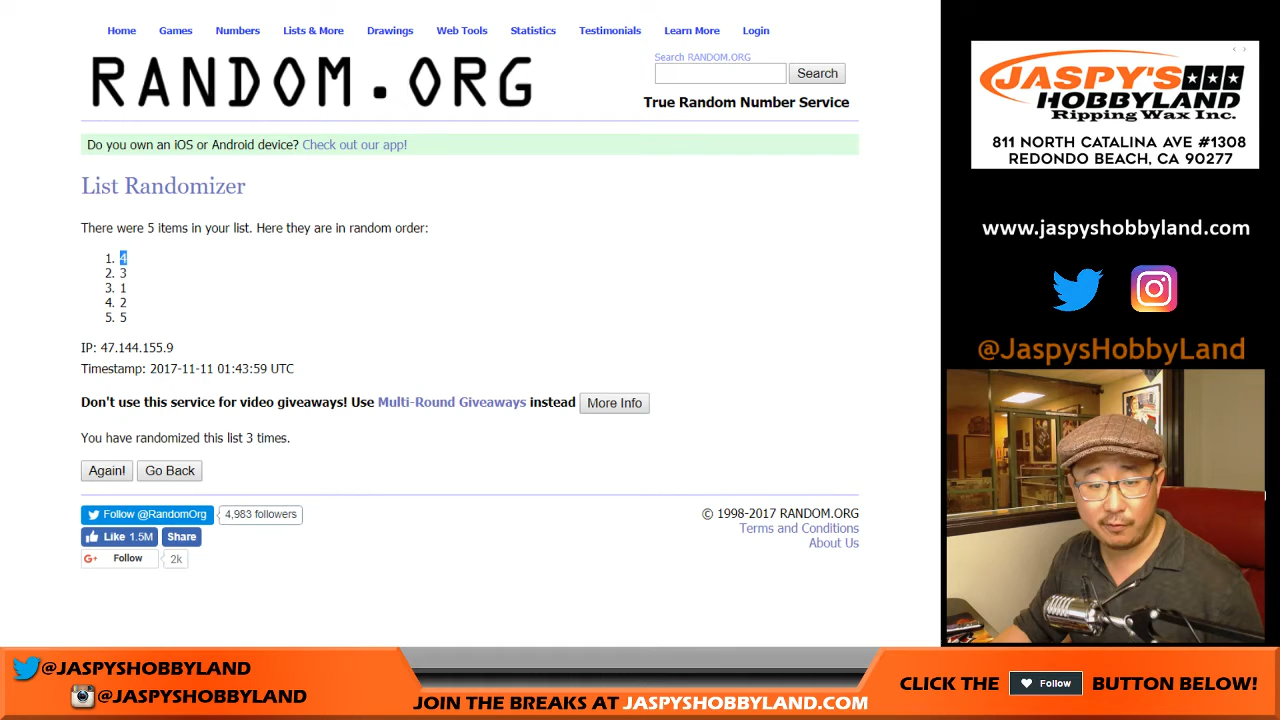 Home Games Numbers Lists & More Drawings Web Tools Statistics Testimonials Learn More Login
RANDOM.ORG
Search RANDOM.ORG
Search
True Random Number Service
Do you own an iOS or Android device? Check out our app!
List Randomizer
There were 5 items in your list. Here they are in random order:
1. 4
2. 3
3. 1
4. 2
5. 5
IP: 47.144.155.9
Timestamp: 2017-11-11 01:43:59 UTC
Don't use this service for video giveaways! Use Multi-Round Giveaways instead More Info
You have randomized this list 3 times.
Again! Go Back
Follow @RandomOrg 4,983 followers
Like 1.5M Share
G+ Follow 2k
© 1998-2017 RANDOM.ORG
Terms and Conditions
About Us
JASPY'S
HOBBYLAND
Ripping Wax Inc.
811 NORTH CATALINA AVE #1308
REDONDO BEACH, CA 90277
www.jaspyshobbyland.com
@JaspysHobbyLand
@JASPYSHOBBYLAND
@JASPYSHOBBYLAND
JOIN THE BREAKS AT JASPYSHOBBYLAND.COM
CLICK THE Follow BUTTON BELOW!